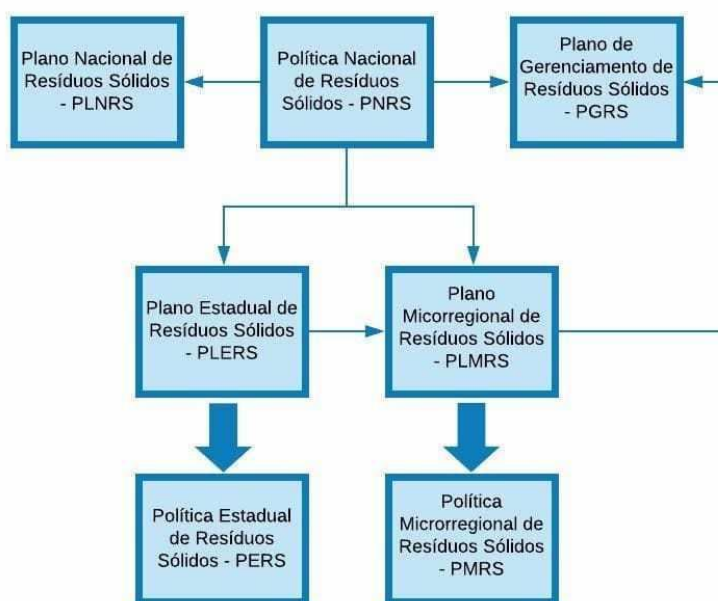 Plano Nacional de
Resíduos Sólidos
- PLNRS
Política Nacional
de Resíduos
Sólidos - PNRS
Plano de
Gerenciamento de
Resíduos Sólidos -
PGRS
Plano Estadual de
Resíduos Sólidos
- PLERS
Plano
Micorregional de
Resíduos Sólidos
- PLMRS
Política Estadual
de Resíduos
Sólidos - PERS
Política
Microrregional de
Resíduos Sólidos -
PMRS